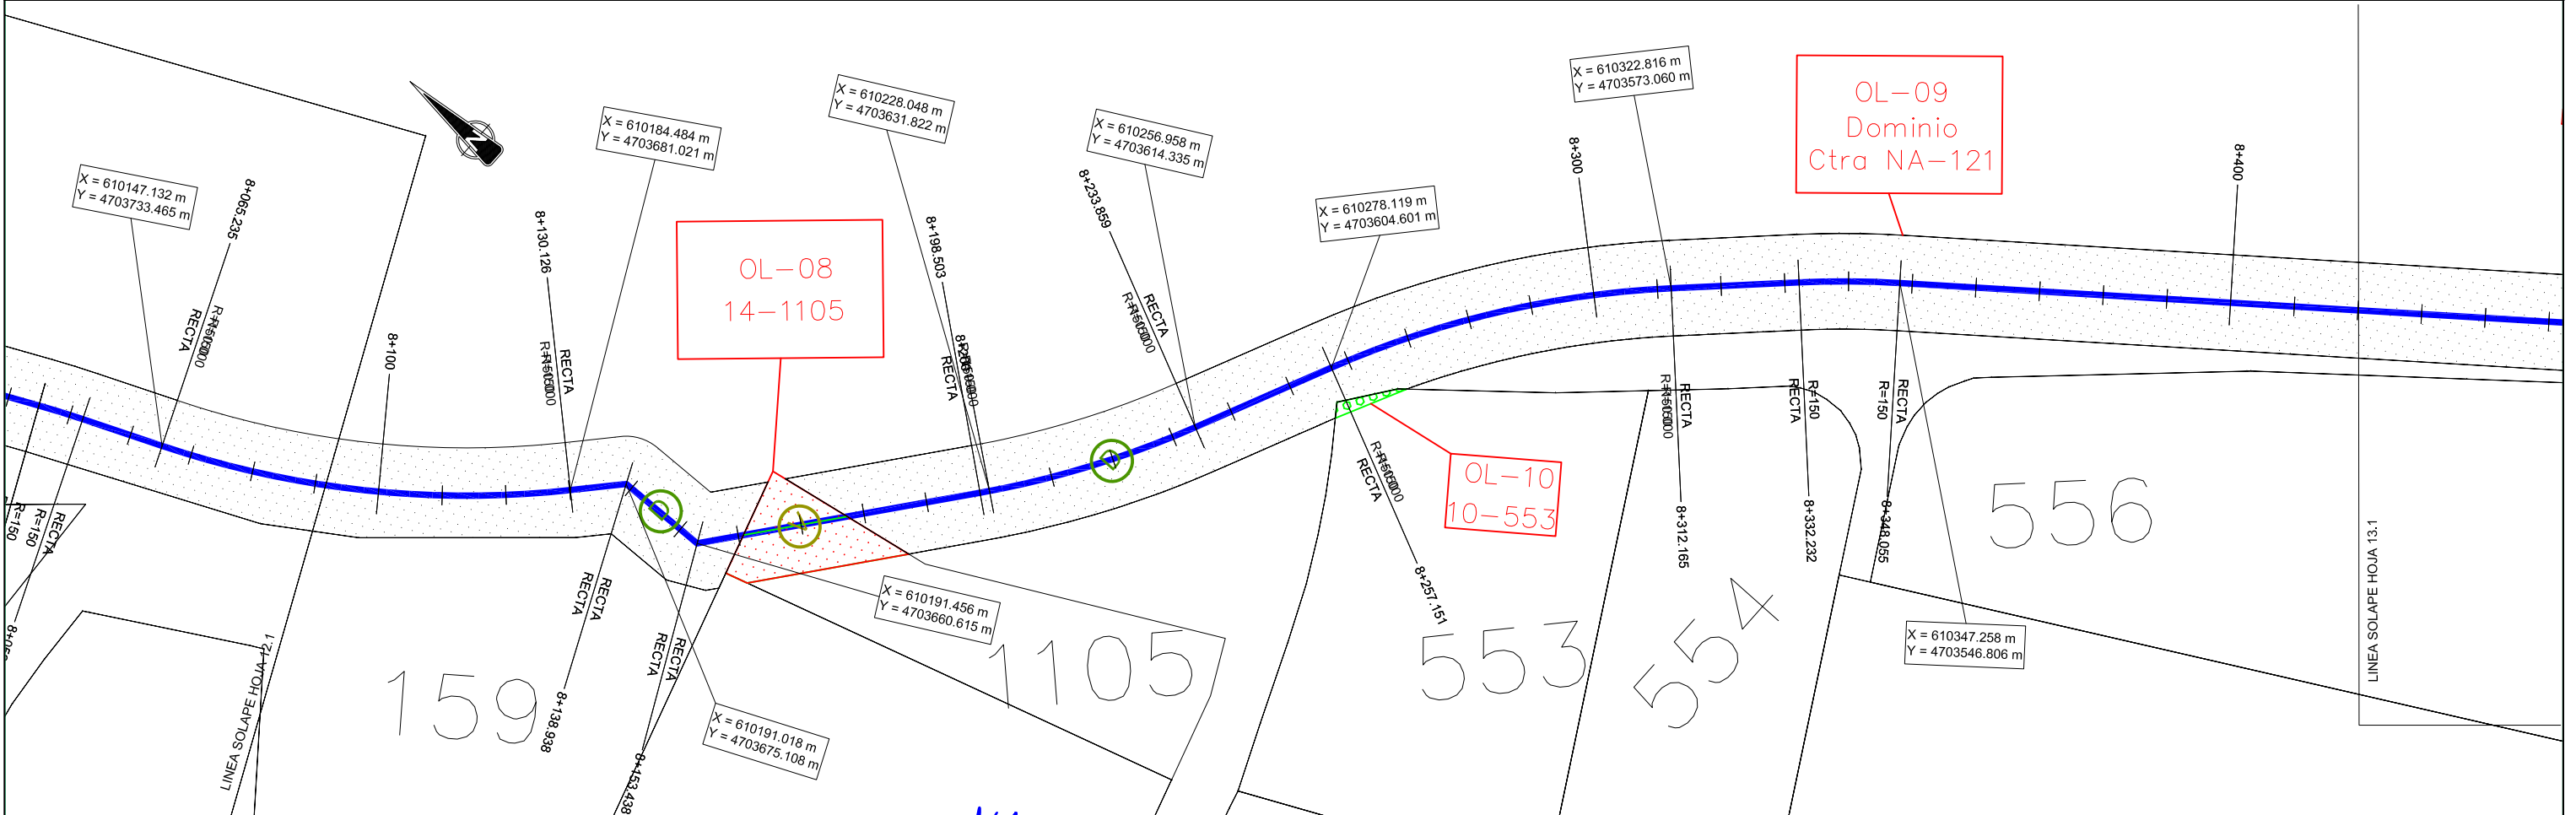 X = 610147.132 m
Y = 4703733.465 m
8+065.235
RECTA
8+100
8+130.126
RECTA
X = 610184.484 m
Y = 4703681.021 m
N
OL-08
14-1105
X = 610228.048 m
Y = 4703631.822 m
8+198.503
RECTA
8+233.859
RECTA
X = 610256.958 m
Y = 4703614.335 m
X = 610278.119 m
Y = 4703604.601 m
8+300
X = 610322.816 m
Y = 4703573.060 m
OL-09
Dominio
Ctra NA-121
8+400
R=150
R=150
RECTA
LINEA SOLAPE HOJA 12.1
159
RECTA
RECTA
8+138.938
RECTA
RECTA
8+153.438
X = 610191.018 m
Y = 4703675.108 m
X = 610191.456 m
Y = 4703660.615 m
1105
RECTA
8+257.151
OL-10
10-553
553
RECTA
8+312.165
554
RECTA
R=150
8+332.232
R=150
RECTA
8+348.055
X = 610347.258 m
Y = 4703546.806 m
556
LINEA SOLAPE HOJA 13.1